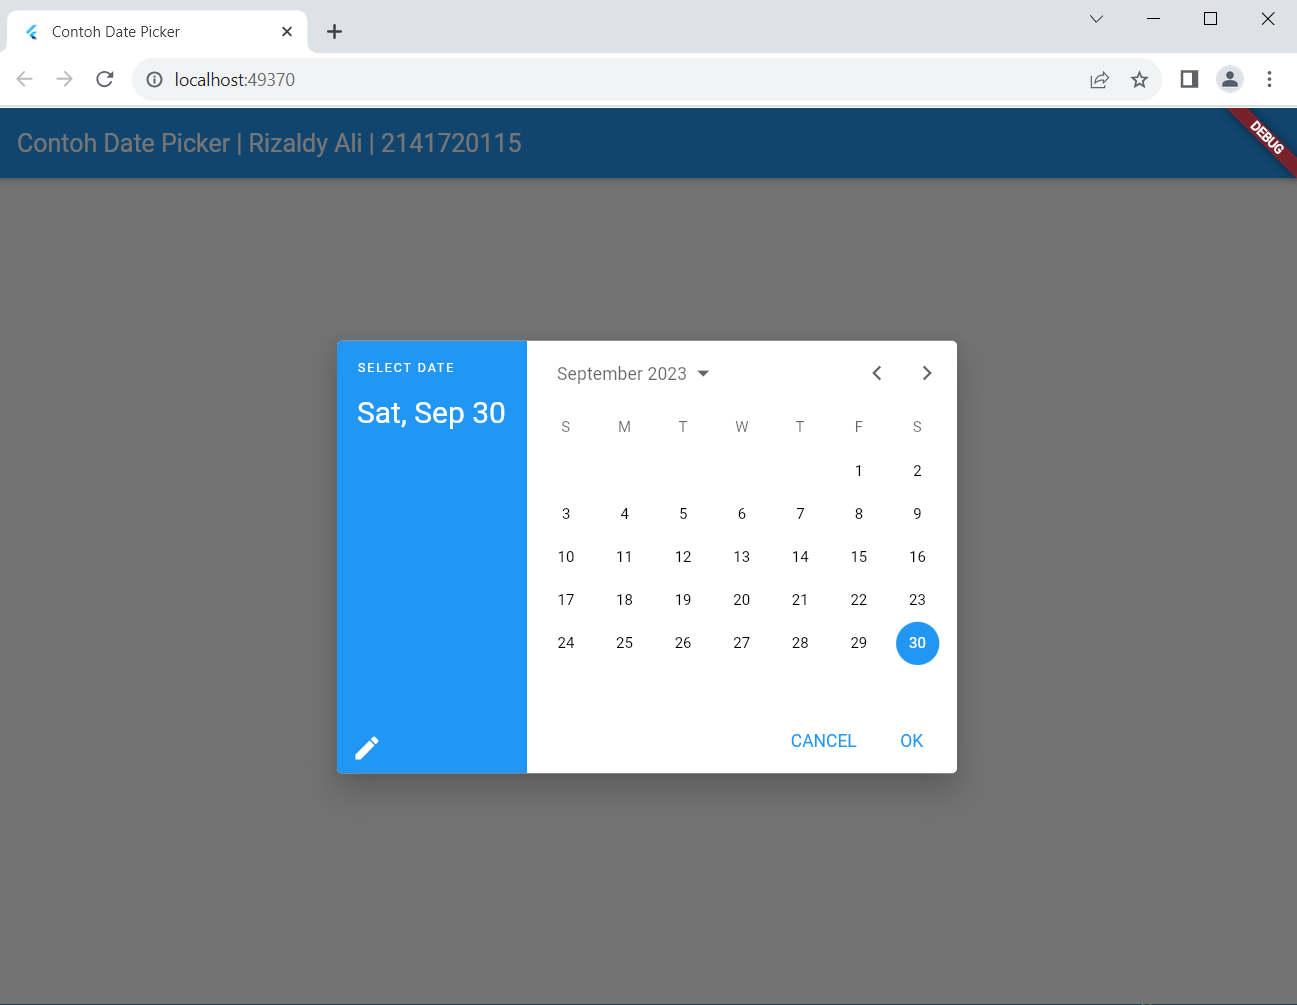 Contoh Date Picker
localhost:49370
Contoh Date Picker | Rizaldy Ali | 2141720115
DEBUG
SELECT DATE
Sat, Sep 30
September 2023
S M T W T F S
1 2
3 4 5 6 7 8 9
10 11 12 13 14 15 16
17 18 19 20 21 22 23
24 25 26 27 28 29 30
CANCEL OK